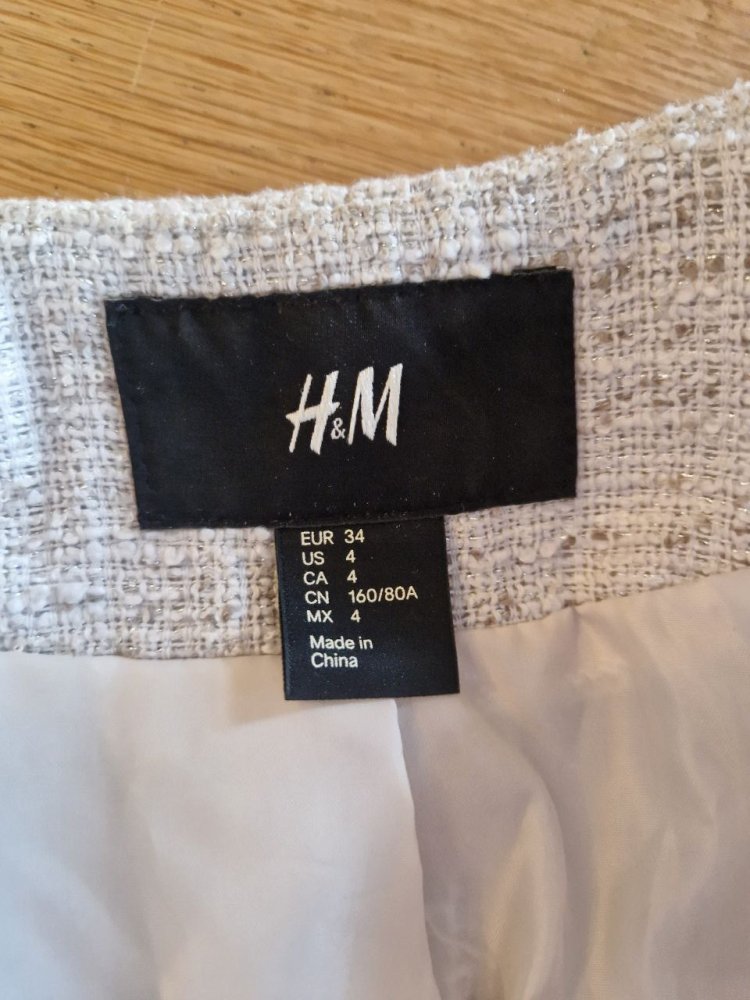 H&M
EUR 34
US 4
CA 4
CN 160/80A
MX 4
Made in
China